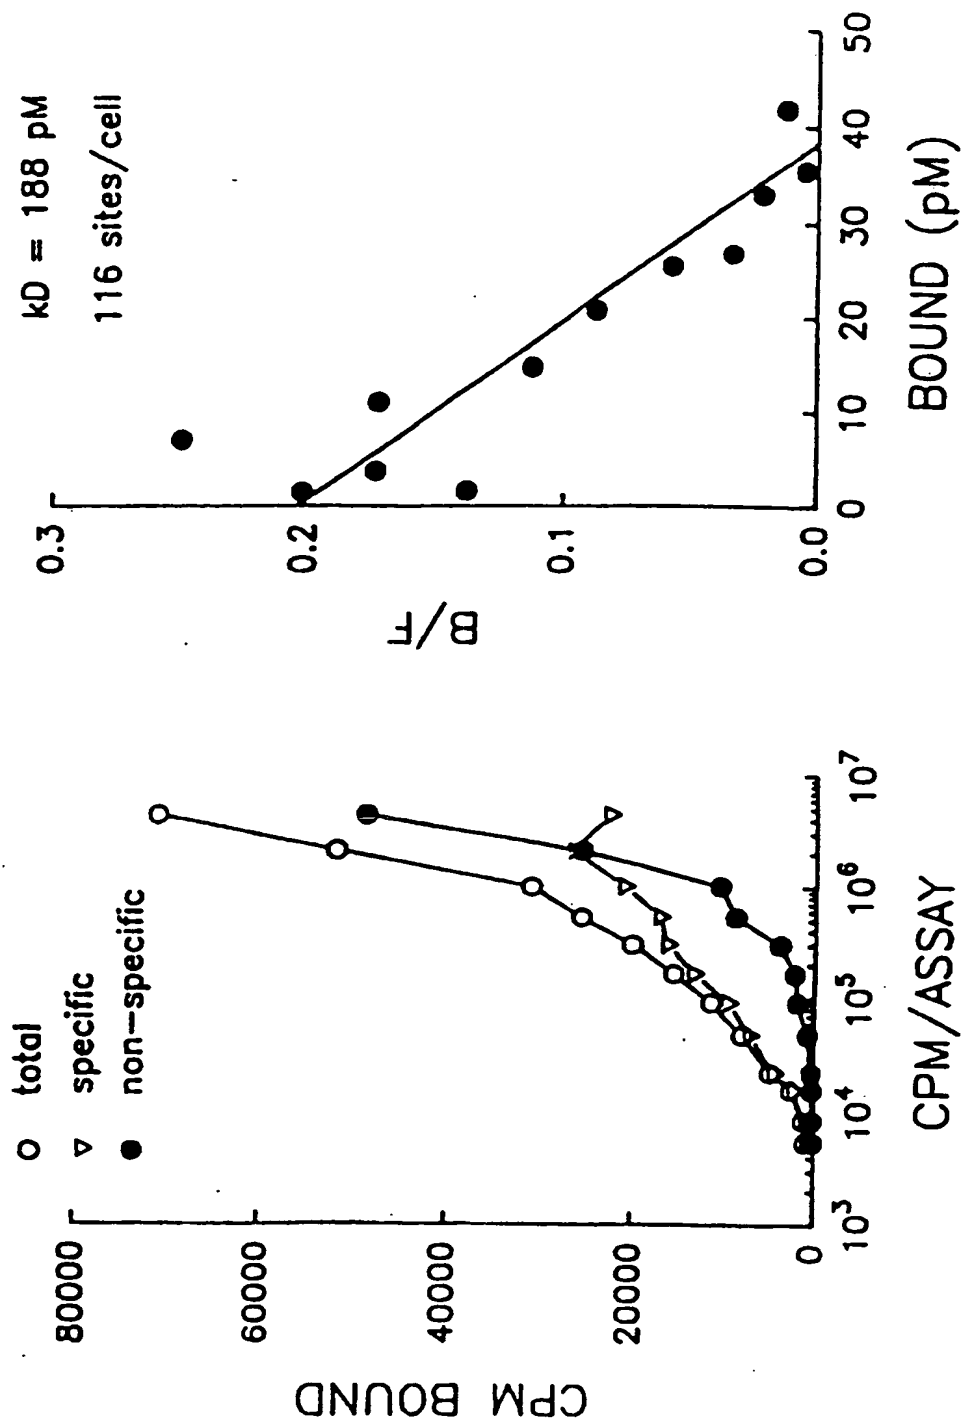 ○ total
▽ specific
● non-specific
CPM BOUND
80000
60000
40000
20000
0
10³
10⁴
10⁵
10⁶
10⁷
CPM/ASSAY
kD = 188 pM
116 sites/cell
B/F
0.3
0.2
0.1
0.0
0
10
20
30
40
50
BOUND (pM)